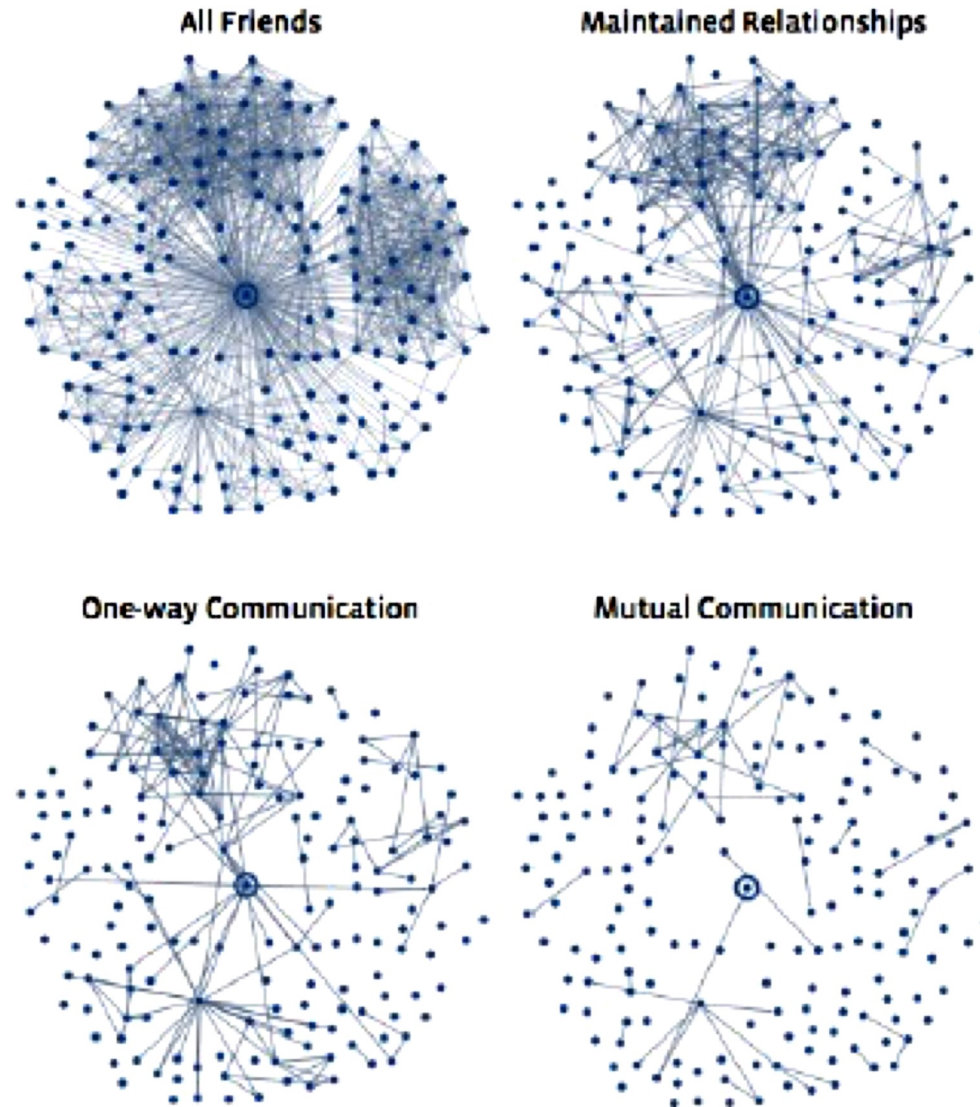 All Friends
Maintained Relationships
One-way Communication
Mutual Communication